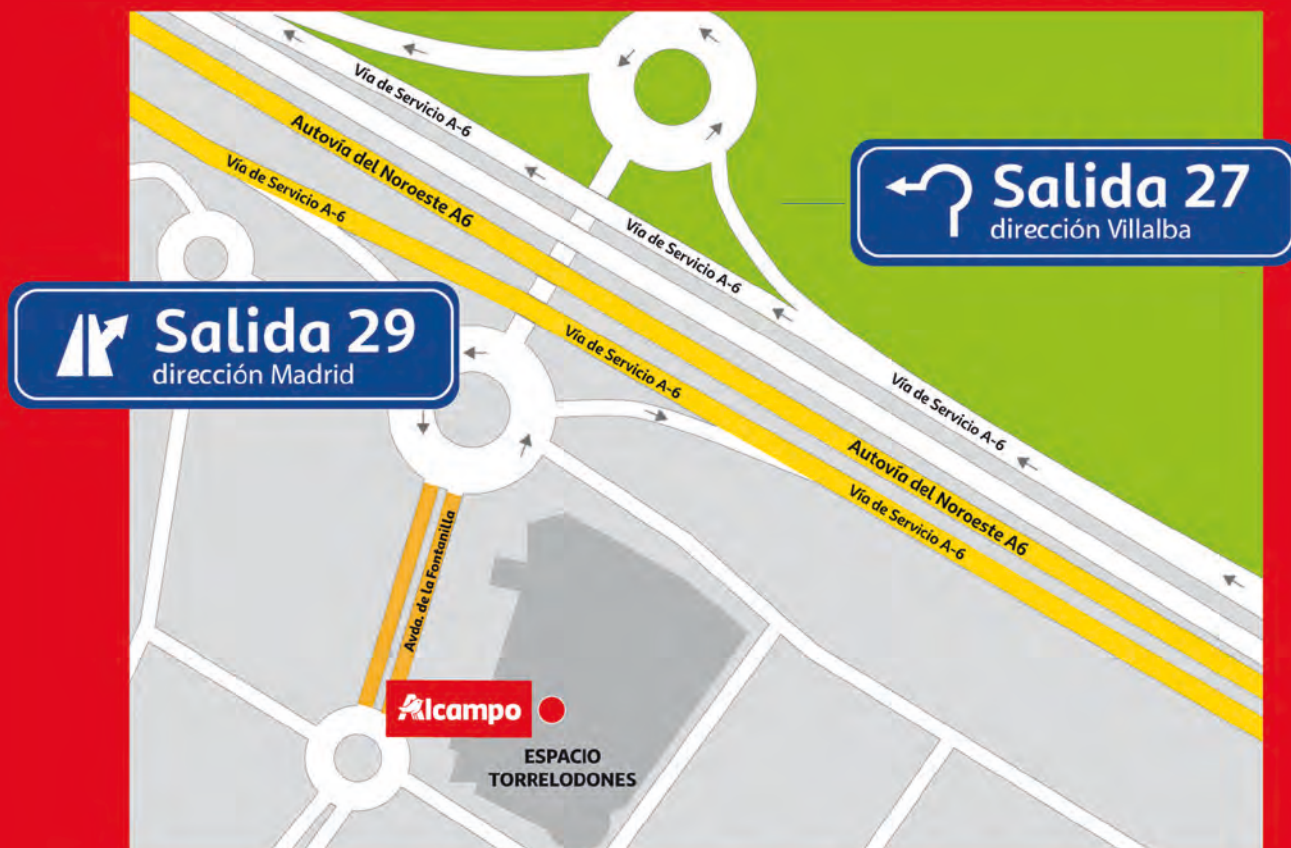 Vía de Servicio A-6
Autovía del Noroeste A6
Vía de Servicio A-6
Salida 27
dirección Villalba
Vía de Servicio A-6
Salida 29
dirección Madrid
Vía de Servicio A-6
Vía de Servicio A-6
Autovía del Noroeste A6
Vía de Servicio A-6
Avda. de la Fontanilla
Alcampo
ESPACIO
TORRELODONES